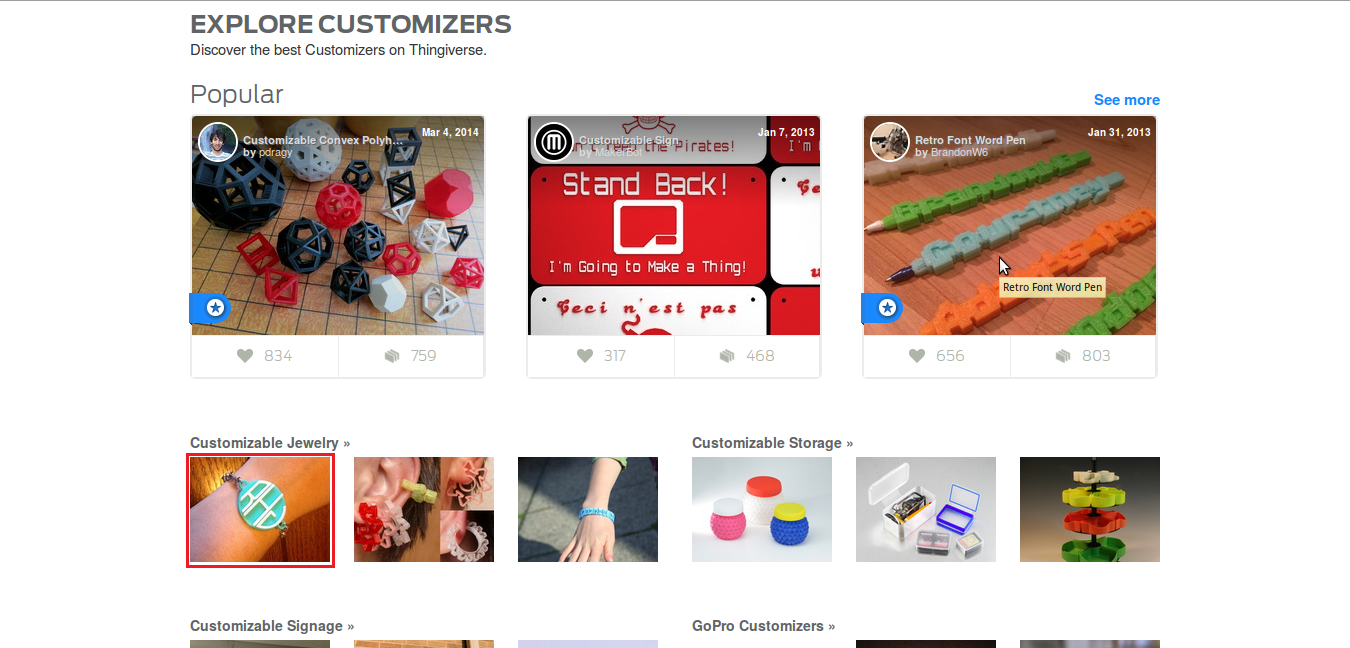 EXPLORE CUSTOMIZERS
Discover the best Customizers on Thingiverse.
Popular
See more
Customizable Convex Polyh...
by pdragy
Mar 4, 2014
834
759
Customizable Sign
by MakerBot
Jan 7, 2013
Pirates!
I'm
Stand Back!
I'm Going to Make a Thing!
Ceci n'est pas
317
468
Retro Font Word Pen
by BrandonW6
Jan 31, 2013
Retro Font Word Pen
656
803
Customizable Jewelry »
Customizable Storage »
Customizable Signage »
GoPro Customizers »